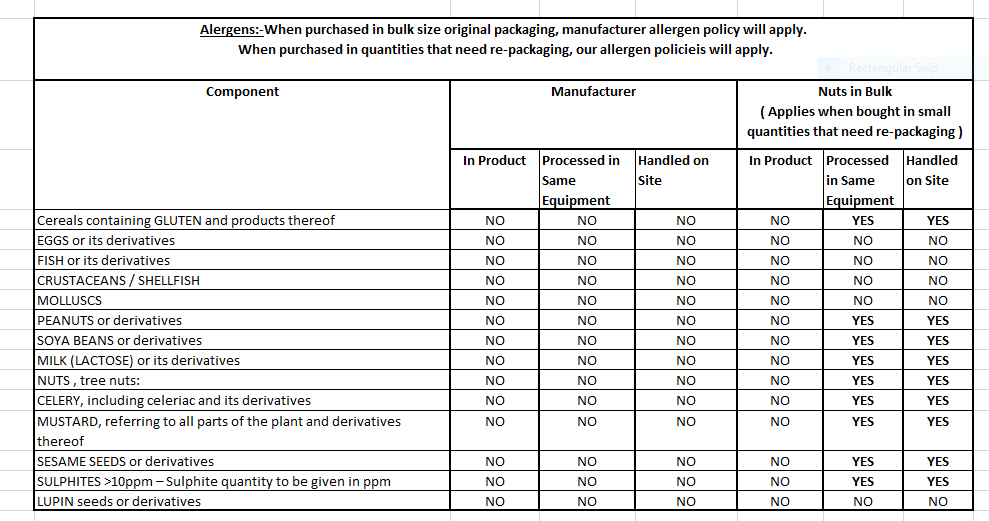 Alergens:-When purchased in bulk size original packaging, manufacturer allergen policy will apply.
When purchased in quantities that need re-packaging, our allergen policieis will apply.
Rectangular Snip
Component Manufacturer Nuts in Bulk
( Applies when bought in small
quantities that need re-packaging )
In Product Processed in Handled on In Product Processed Handled
Same Site in Same on Site
Equipment Equipment
Cereals containing GLUTEN and products thereof NO NO NO NO YES YES
EGGS or its derivatives NO NO NO NO NO NO
FISH or its derivatives NO NO NO NO NO NO
CRUSTACEANS / SHELLFISH NO NO NO NO NO NO
MOLLUSCS NO NO NO NO NO NO
PEANUTS or derivatives NO NO NO NO YES YES
SOYA BEANS or derivatives NO NO NO NO YES YES
MILK (LACTOSE) or its derivatives NO NO NO NO YES YES
NUTS , tree nuts: NO NO NO NO YES YES
CELERY, including celeriac and its derivatives NO NO NO NO YES YES
MUSTARD, referring to all parts of the plant and derivatives NO NO NO NO YES YES
thereof
SESAME SEEDS or derivatives NO NO NO NO YES YES
SULPHITES >10ppm – Sulphite quantity to be given in ppm NO NO NO NO YES YES
LUPIN seeds or derivatives NO NO NO NO NO NO